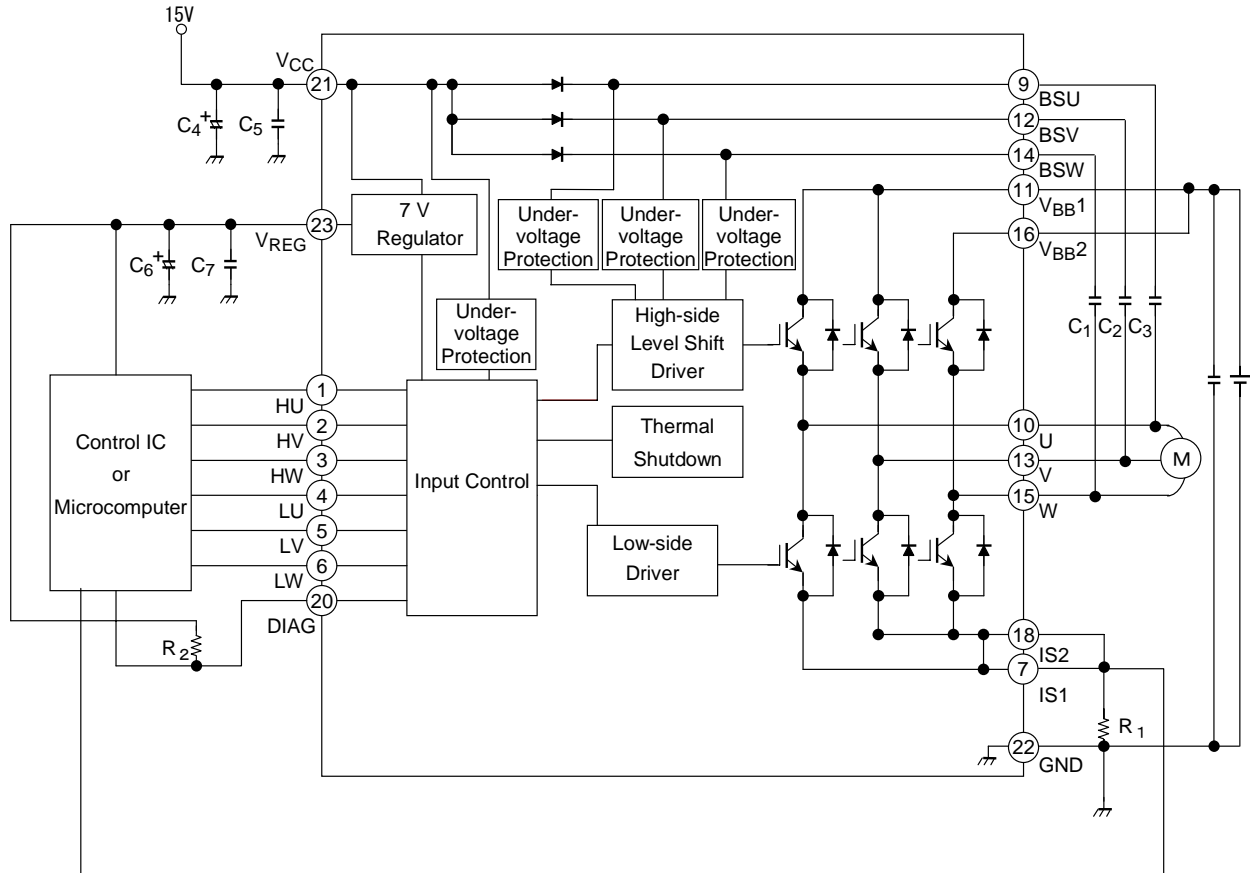 15V
VCC
21
9
BSU
C4
+
C5
12
BSV
14
BSW
11
VBB1
7 V
Regulator
23
VREG
Under-
voltage
Protection
Under-
voltage
Protection
Under-
voltage
Protection
16
VBB2
C6
+
C7
Under-
voltage
Protection
High-side
Level Shift
Driver
C1
C2
C3
Control IC
or
Microcomputer
1
HU
2
HV
3
HW
4
LU
5
LV
6
LW
20
DIAG
Input Control
Thermal
Shutdown
Low-side
Driver
10
U
13
V
15
W
M
R2
18
IS2
7
IS1
R1
22
GND